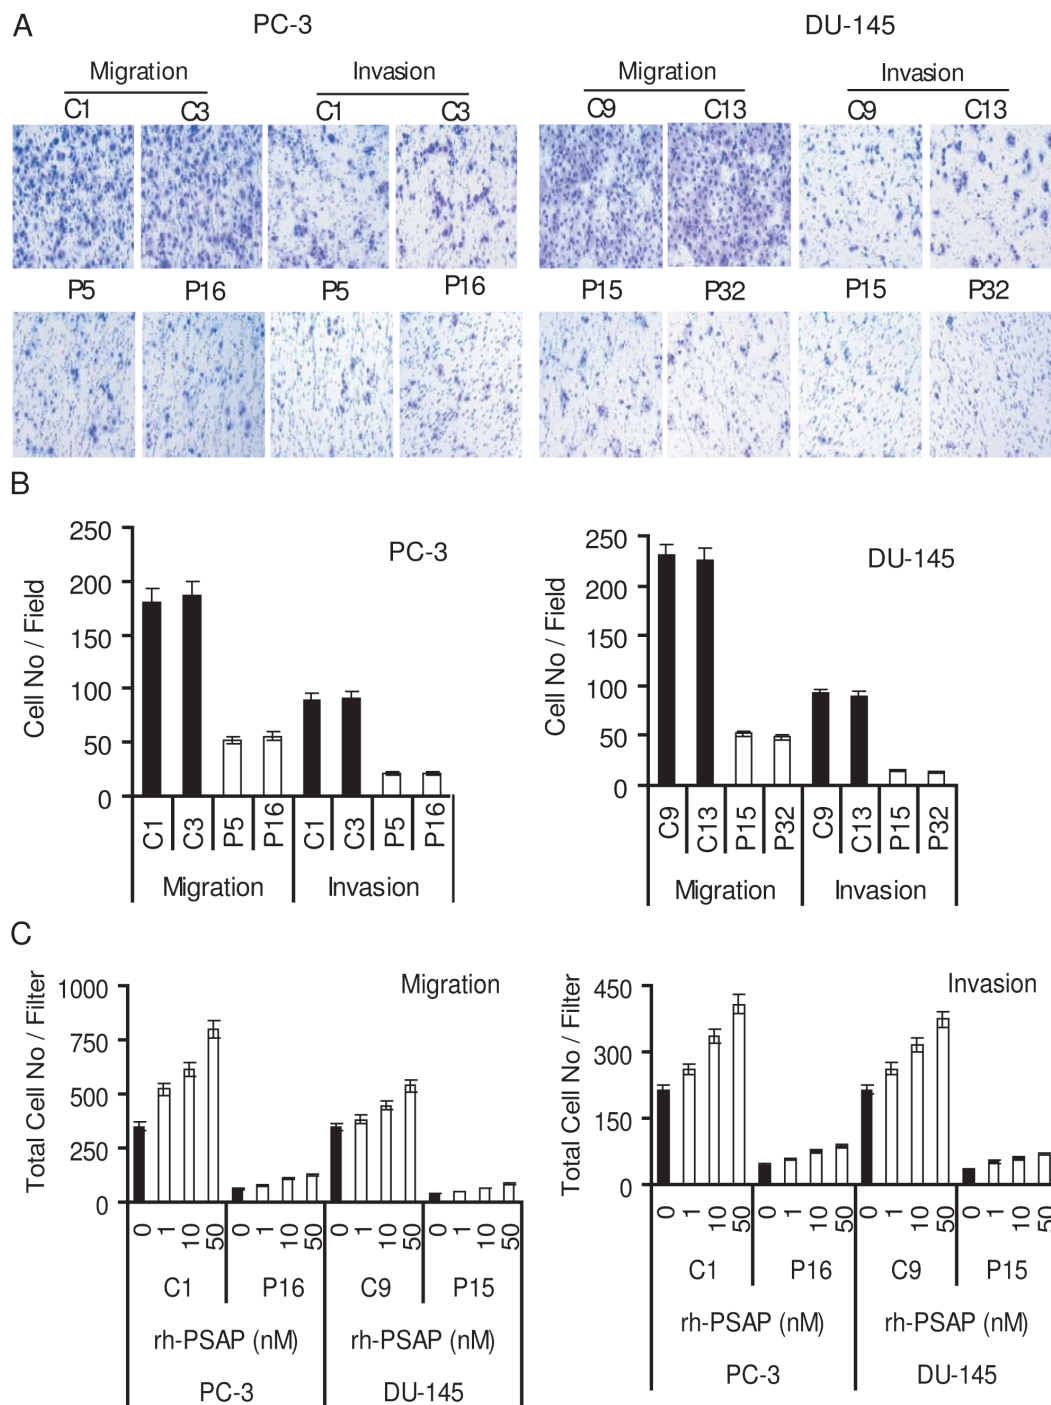 A
PC-3
DU-145
Migration
Invasion
Migration
Invasion
C1
C3
C1
C3
C9
C13
C9
C13
P5
P16
P5
P16
P15
P32
P15
P32
B
PC-3
Cell No / Field
250
200
150
100
50
0
C1
C3
P5
P16
C1
C3
P5
P16
Migration
Invasion
DU-145
Cell No / Field
250
200
150
100
50
0
C9
C13
P15
P32
C9
C13
P15
P32
Migration
Invasion
C
Migration
Total Cell No / Filter
1000
750
500
250
0
0 1 10 50 0 1 10 50 0 1 10 50 0 1 10 50
C1 P16 C9 P15
rh-PSAP (nM)
PC-3 DU-145
Invasion
Total Cell No / Filter
450
300
150
0
0 1 10 50 0 1 10 50 0 1 10 50 0 1 10 50
C1 P16 C9 P15
rh-PSAP (nM) rh-PSAP (nM)
PC-3 DU-145